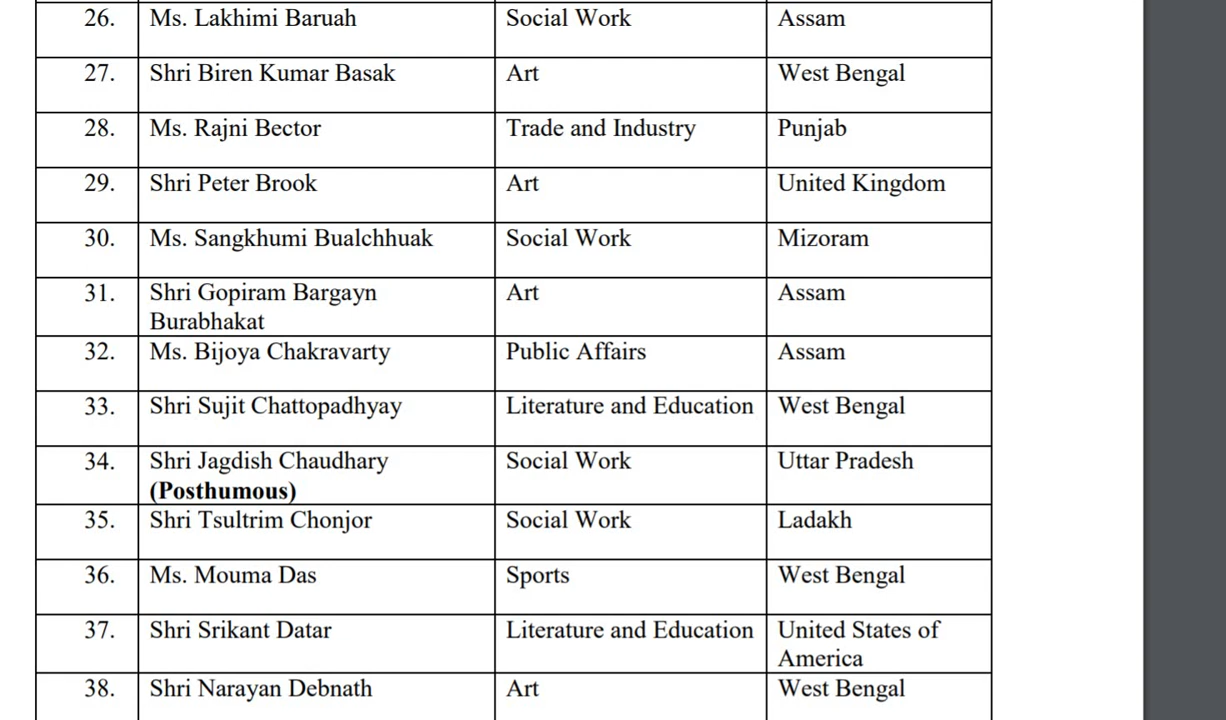 26. Ms. Lakhimi Baruah Social Work Assam
27. Shri Biren Kumar Basak Art West Bengal
28. Ms. Rajni Bector Trade and Industry Punjab
29. Shri Peter Brook Art United Kingdom
30. Ms. Sangkhumi Bualchhuak Social Work Mizoram
31. Shri Gopiram Bargayn Art Assam
Burabhakat
32. Ms. Bijoya Chakravarty Public Affairs Assam
33. Shri Sujit Chattopadhyay Literature and Education West Bengal
34. Shri Jagdish Chaudhary Social Work Uttar Pradesh
(Posthumous)
35. Shri Tsultrim Chonjor Social Work Ladakh
36. Ms. Mouma Das Sports West Bengal
37. Shri Srikant Datar Literature and Education United States of
America
38. Shri Narayan Debnath Art West Bengal